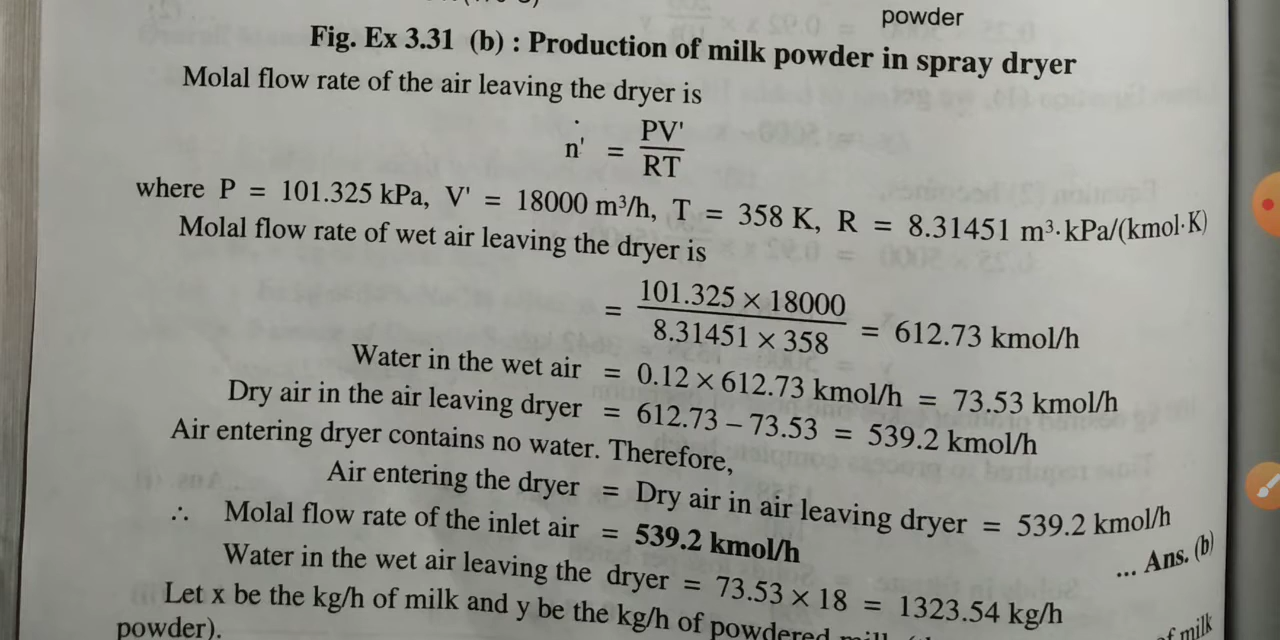 powder
Fig. Ex 3.31 (b) : Production of milk powder in spray dryer
Molal flow rate of the air leaving the dryer is
ṅ' = PV'/RT
where P = 101.325 kPa, V' = 18000 m³/h, T = 358 K, R = 8.31451 m³·kPa/(kmol·K)
Molal flow rate of wet air leaving the dryer is
= 101.325 × 18000 / 8.31451 × 358 = 612.73 kmol/h
Water in the wet air = 0.12 × 612.73 kmol/h = 73.53 kmol/h
Dry air in the air leaving dryer = 612.73 – 73.53 = 539.2 kmol/h
Air entering dryer contains no water. Therefore,
Air entering the dryer = Dry air in air leaving dryer = 539.2 kmol/h
∴ Molal flow rate of the inlet air = 539.2 kmol/h
... Ans. (b)
Water in the wet air leaving the dryer = 73.53 × 18 = 1323.54 kg/h
Let x be the kg/h of milk and y be the kg/h of powdered of milk
powder).